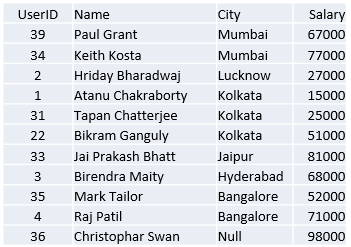 UserID Name City Salary
39 Paul Grant Mumbai 67000
34 Keith Kosta Mumbai 77000
2 Hriday Bharadwaj Lucknow 27000
1 Atanu Chakraborty Kolkata 15000
31 Tapan Chatterjee Kolkata 25000
22 Bikram Ganguly Kolkata 51000
33 Jai Prakash Bhatt Jaipur 81000
3 Birendra Maity Hyderabad 68000
35 Mark Tailor Bangalore 52000
4 Raj Patil Bangalore 71000
36 Christophar Swan Null 98000